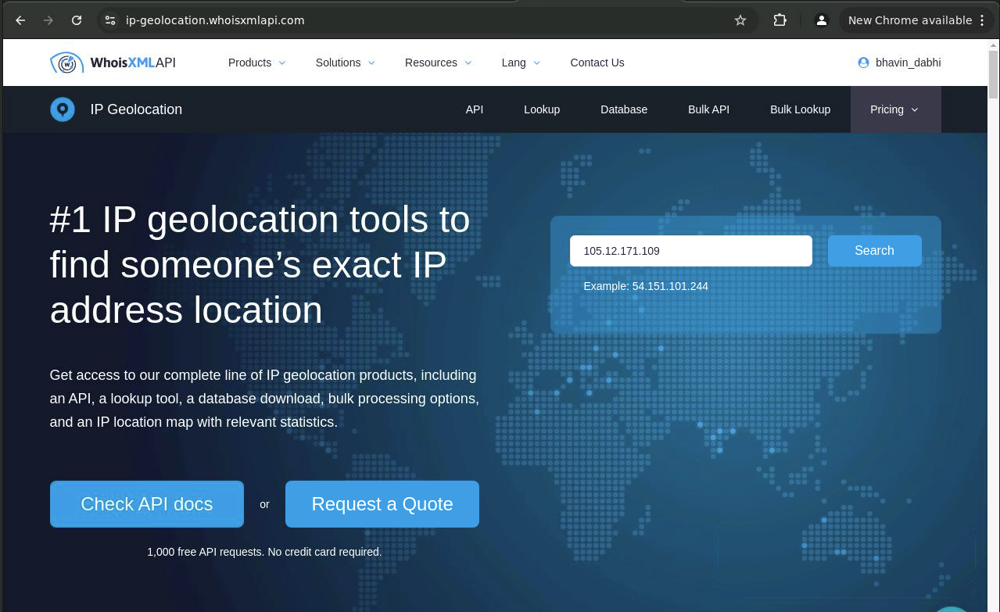 ip-geolocation.whoisxmlapi.com
New Chrome available
WhoisXMLAPI
Products
Solutions
Resources
Lang
Contact Us
bhavin_dabhi
IP Geolocation
API
Lookup
Database
Bulk API
Bulk Lookup
Pricing
#1 IP geolocation tools to
find someone’s exact IP
address location
105.12.171.109
Search
Example: 54.151.101.244
Get access to our complete line of IP geolocation products, including
an API, a lookup tool, a database download, bulk processing options,
and an IP location map with relevant statistics.
Check API docs
or
Request a Quote
1,000 free API requests. No credit card required.